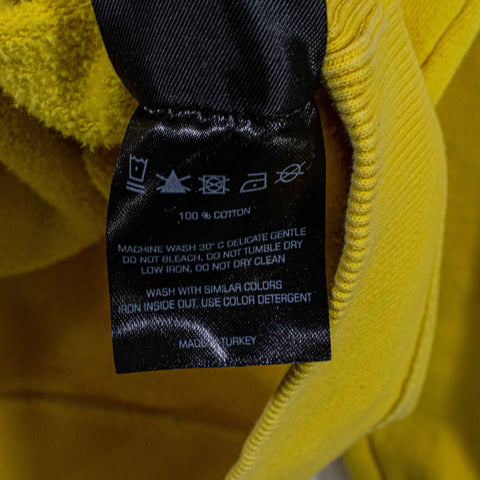 100 % COTTON
MACHINE WASH 30° C DELICATE GENTLE
DO NOT BLEACH, DO NOT TUMBLE DRY
LOW IRON, DO NOT DRY CLEAN
WASH WITH SIMILAR COLORS
IRON INSIDE OUT, USE COLOR DETERGENT
MADE IN TURKEY